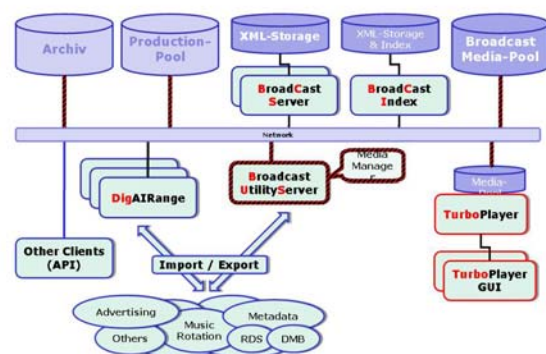 Archiv
Production-
Pool
XML-Storage
XML-Storage
& Index
Broadcast
Media-Pool
BroadCast
Server
BroadCast
Index
Network
DigAIRange
Broadcast
UtilityServer
Media
Manage
r
Media-
TurboPlayer
Other Clients
(API)
Import / Export
TurboPlayer
GUI
Advertising
Metadata
Music
Rotation
Others
RDS
DMB